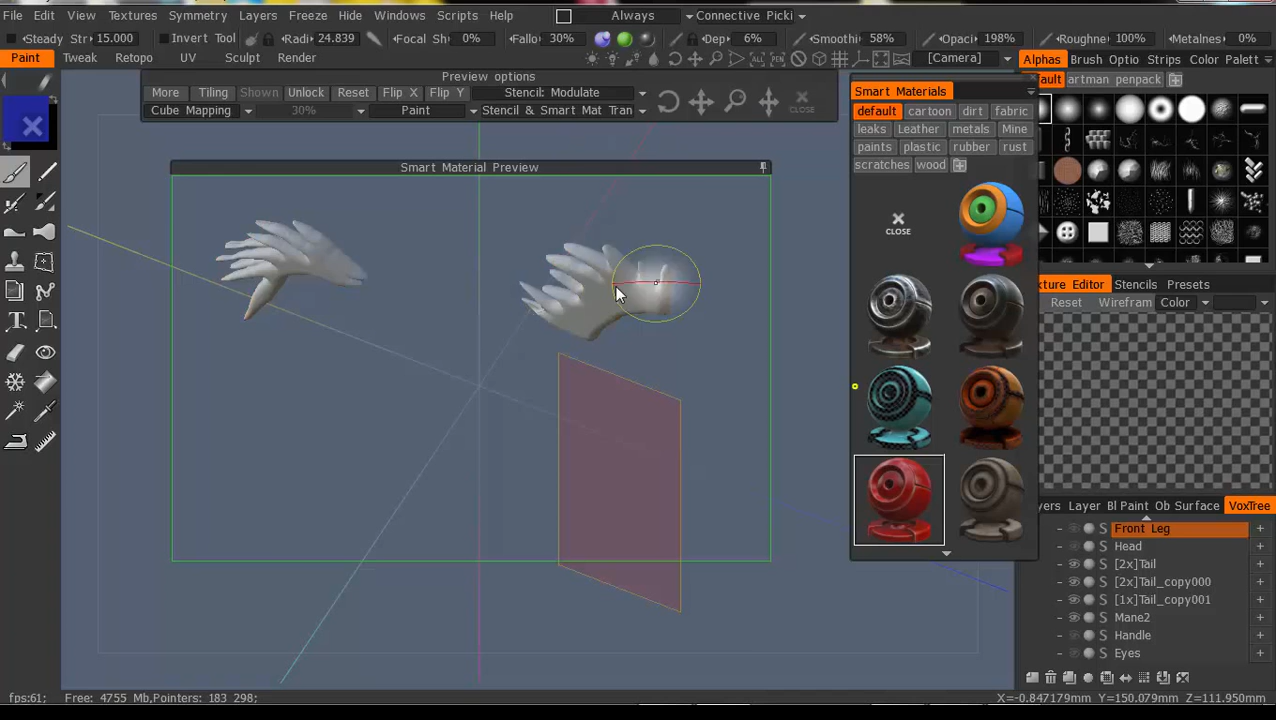 File Edit View Textures Symmetry Layers Freeze Hide Windows Scripts Help Always Connective Picki
Steady Str 15.000 Invert Tool Radi 24.839 Focal Sh 0% Fallo 30% Dep 6% Smoothi 58% Opaci 198% Roughne 100% Metalnes 0%
Paint Tweak Retopo UV Sculpt Render [Camera] Alphas Brush Optio Strips Color Palett
Preview options
More Tiling Shown Unlock Reset Flip X Flip Y Stencil: Modulate
Cube Mapping 30% Paint Stencil & Smart Mat Tran CLOSE
Smart Materials
artman penpack
default cartoon dirt fabric
leaks Leather metals Mine
paints plastic rubber rust
scratches wood
Smart Material Preview
CLOSE
xture Editor Stencils Presets
Reset Wirefram Color
yers Layer Bl Paint Ob Surface VoxTree
Front Leg
Head
[2x]Tail
[2x]Tail_copy000
[1x]Tail_copy001
Mane2
Handle
Eyes
fps:61; Free: 4755 Mb,Pointers: 183 298; X=-0.847179mm Y=150.079mm Z=111.950mm